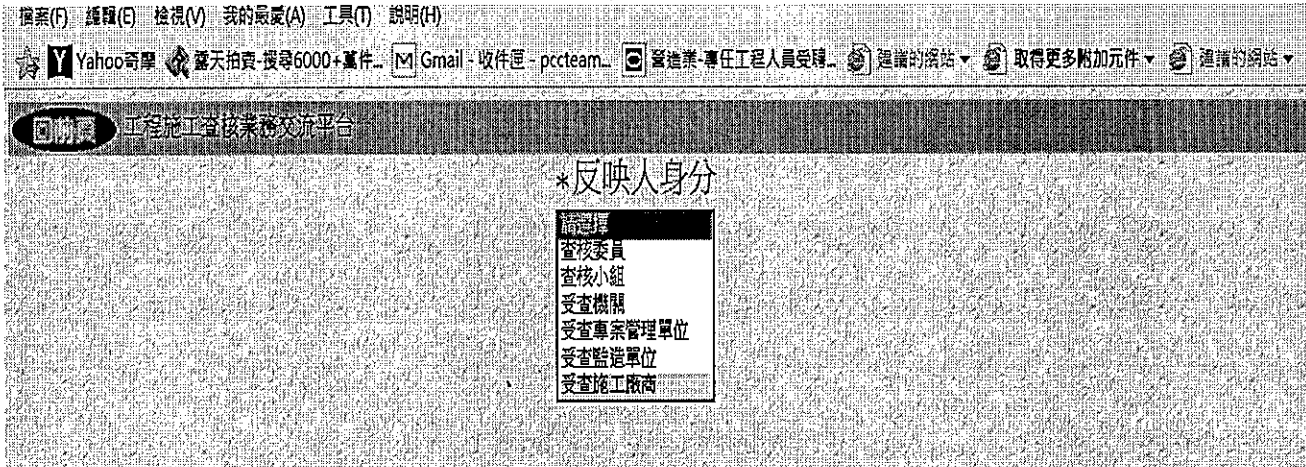 檔案(F) 編輯(E) 檢視(V) 我的最愛(A) 工具(T) 說明(H)
Yahoo奇摩 露天拍賣-搜尋6000+萬件... Gmail - 收件匣 - pccteam... 營造業-專任工程人員受聘... 建議的網站 取得更多附加元件 建議的網站
回前頁 工程施工查核業務交流平台
*反映人身分
請選擇
查核委員
查核小組
受查機關
受查專案管理單位
受查監造單位
受查施工廠商